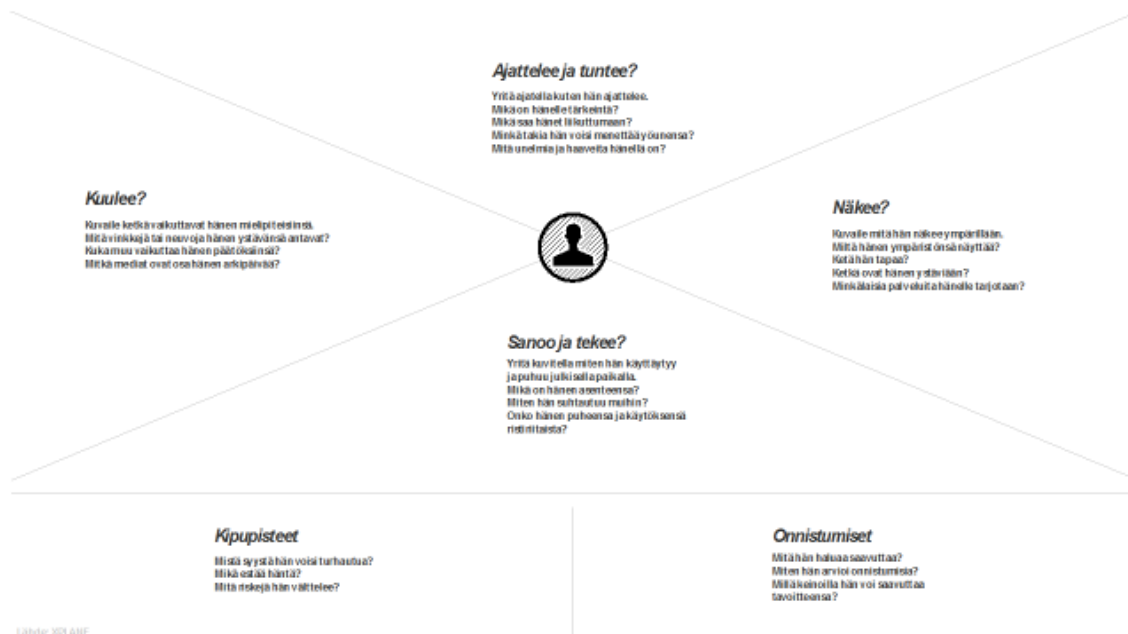 Ajattelee ja tuntee?
Yritä ajatella kuten hän ajattelee.
Mikä on hänelle tärkeintä?
Mikä saa hänet liikuttumaan?
Minkä takia hän voisi menettää yöunensa?
Mitä unelmia ja haaveita hänellä on?
Kuulee?
Kuvaile ketkä vaikuttavat hänen mielipiteisiinsä.
Mitä vinkkejä tai neuvoja hänen ystävänsä antavat?
Kuka muu vaikuttaa hänen päätöksiinsä?
Mitkä mediat ovat osa hänen arkipäivää?
Näkee?
Kuvaile mitä hän näkee ympärillään.
Miltä hänen ympäristönsä näyttää?
Ketä hän tapaa?
Ketkä ovat hänen ystäviään?
Minkälaisia palveluita hänelle tarjotaan?
Sanoo ja tekee?
Yritä kuvitella miten hän käyttäytyy
ja puhuu julkisella paikalla.
Mikä on hänen asenteensa?
Miten hän suhtautuu muihin?
Onko hänen puheensa ja käytöksensä
ristiriitaista?
Kipupisteet
Mistä syystä hän voisi turhautua?
Mikä estää häntä?
Mitä riskejä hän välttelee?
Onnistumiset
Mitä hän haluaa saavuttaa?
Miten hän arvioi onnistumisia?
Millä keinoilla hän voi saavuttaa
tavoitteensa?
Lähde: XPLANE